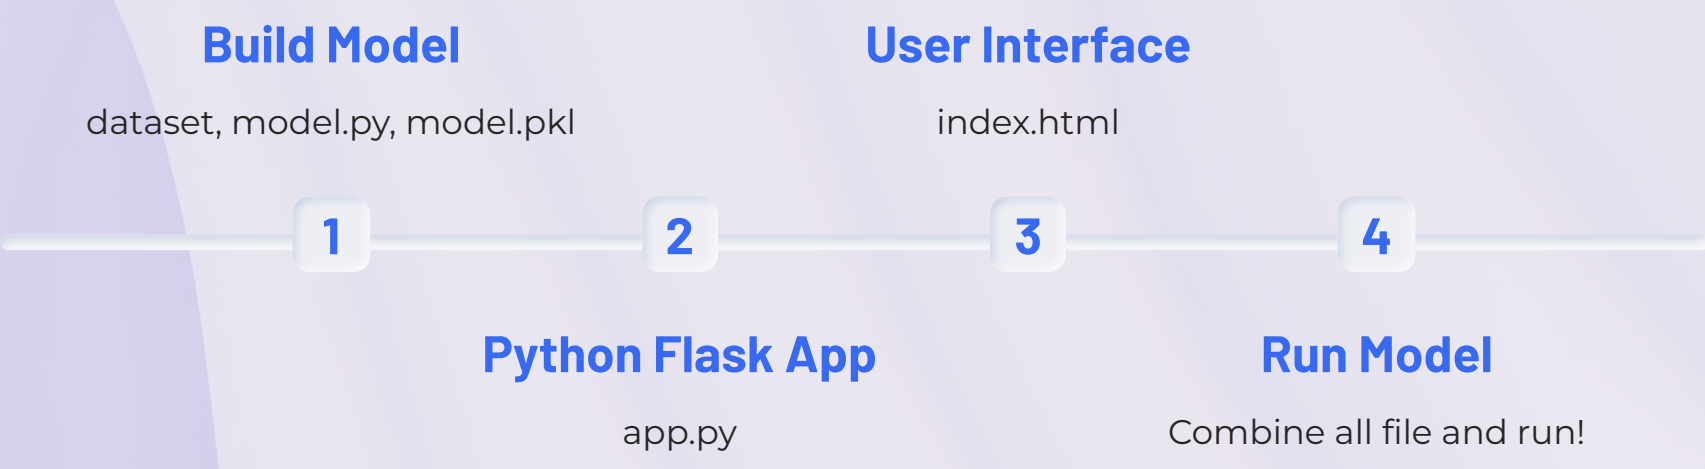 Build Model
dataset, model.py, model.pkl
User Interface
index.html
1
2
3
4
Python Flask App
app.py
Run Model
Combine all file and run!